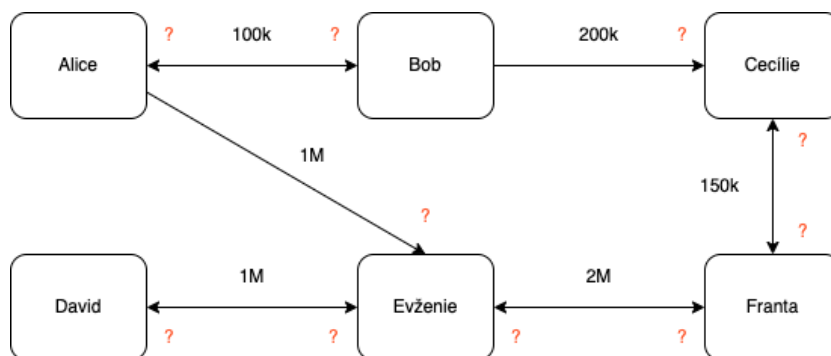 ? 100k ? 200k ?
Alice Bob Cecílie
?
1M 150k
? ?
1M 2M
David Evženie Franta
? ? ? ?